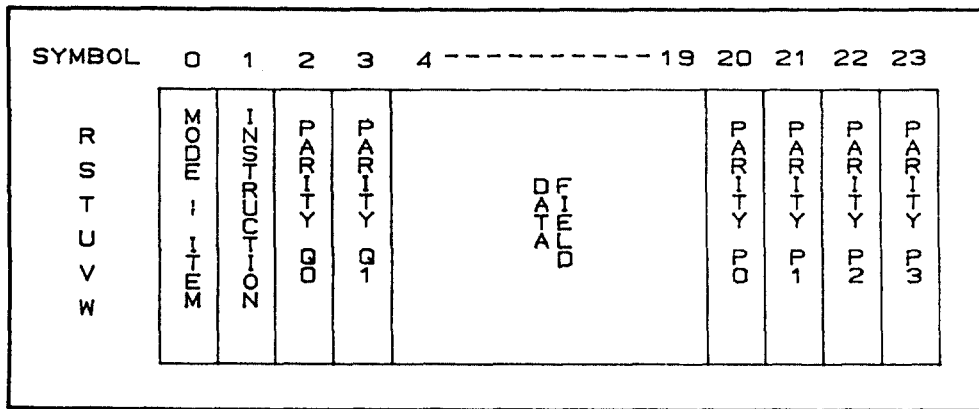 SYMBOL 0 1 2 3 4 ---------------- 19 20 21 22 23
R
S
T
U
V
W
MODE : ITEM
INSTRUCTION
PARITY Q0
PARITY Q1
DATA
FIELD
PARITY P0
PARITY P1
PARITY P2
PARITY P3